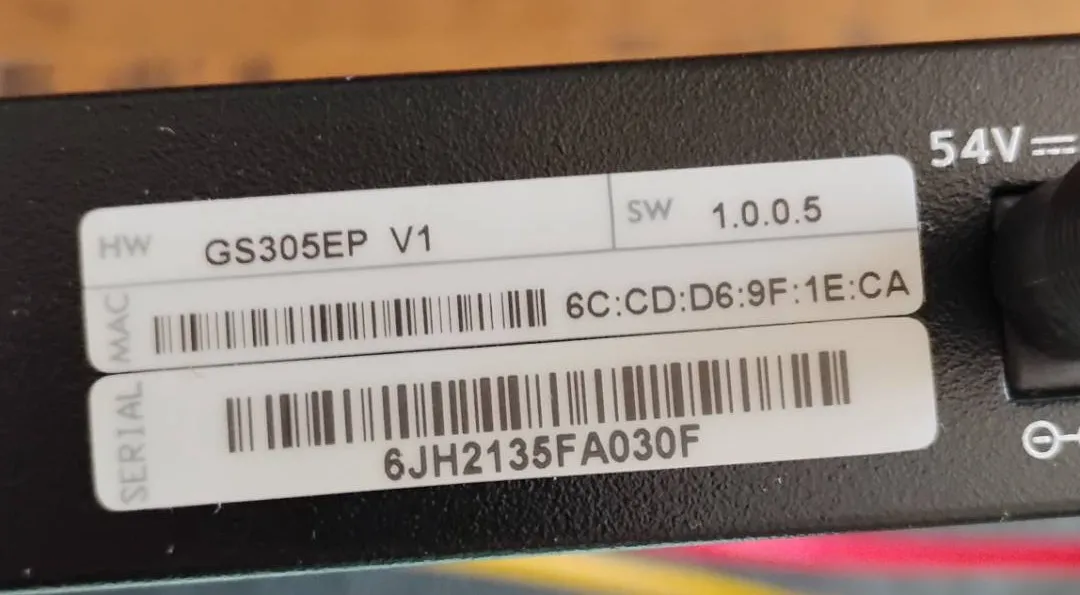 54V
HW GS305EP V1 SW 1.0.0.5
MAC 6C:CD:D6:9F:1E:CA
SERIAL 6JH2135FA030F